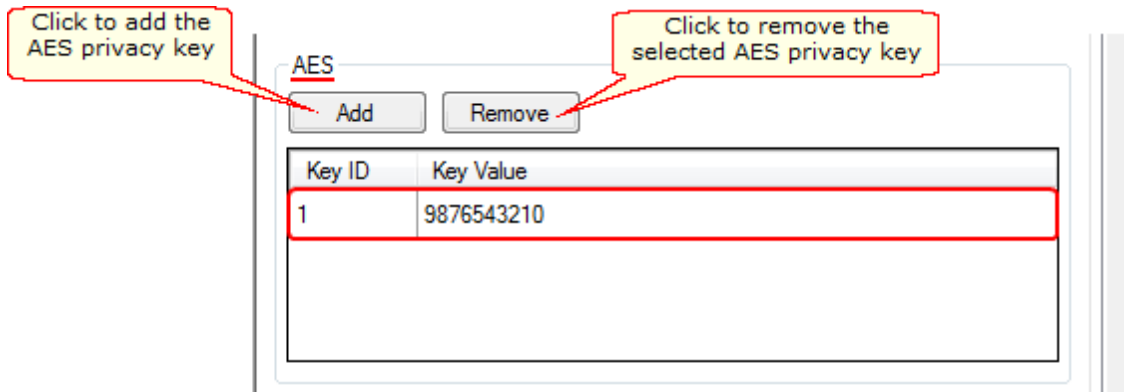 Click to add the
AES privacy key
Click to remove the
selected AES privacy key
AES
Add Remove
Key ID Key Value
1 9876543210